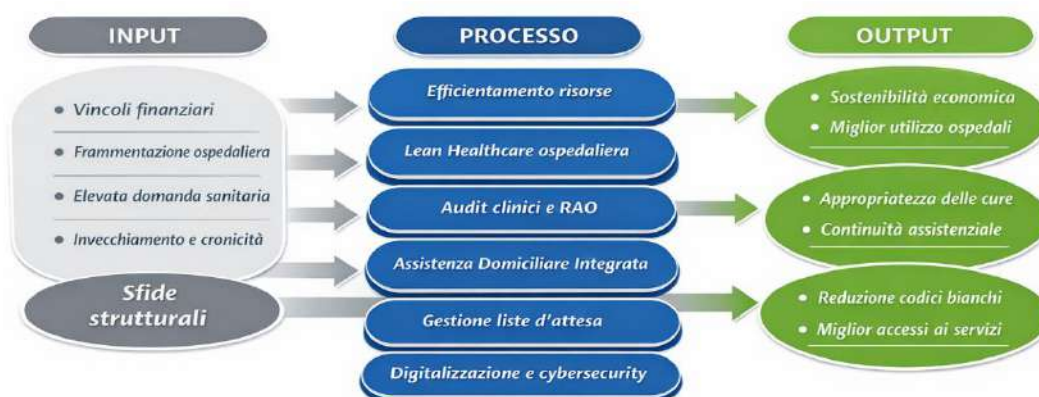 INPUT
Vincoli finanziari
Frammentazione ospedaliera
Elevata domanda sanitaria
Invecchiamento e cronicità
Sfide
strutturali
PROCESSO
Efficientamento risorse
Lean Healthcare ospedaliera
Audit clinici e RAO
Assistenza Domiciliare Integrata
Gestione liste d'attesa
Digitalizzazione e cybersecurity
OUTPUT
Sostenibilità economica
Miglior utilizzo ospedali
Appropriatezza delle cure
Continuità assistenziale
Reduzione codici bianchi
Miglior accessi ai servizi